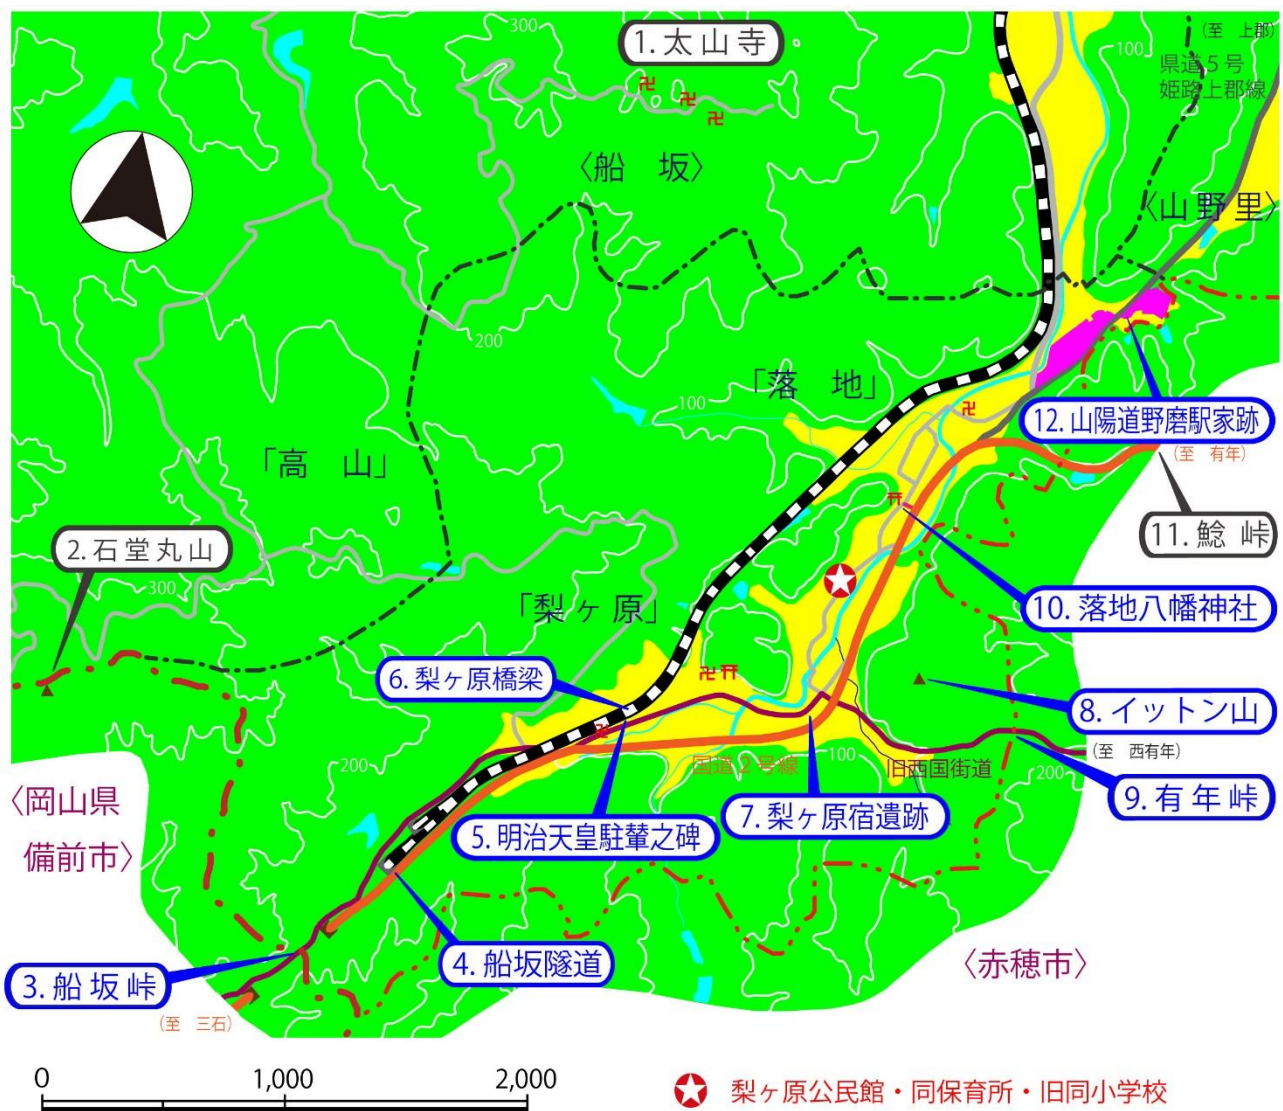 300
1. 太山寺
(至　上郡)
100
県道５号
姫路上郡線
〈船　坂〉
〈山野里〉
200
「落　地」
100
12. 山陽道野磨駅家跡
(至　有年)
「高　山」
2. 石堂丸山
300
11. 鯰 峠
「梨ヶ原」
10. 落地八幡神社
6. 梨ヶ原橋梁
8. イットン山
(至　西有年)
200
100
国道２号線
旧西国街道
200
〈岡山県
備前市〉
5. 明治天皇駐輦之碑
7. 梨ヶ原宿遺跡
9. 有年峠
3. 船坂峠
4. 船坂隧道
〈赤穂市〉
(至　三石)
0 1,000 2,000
梨ヶ原公民館・同保育所・旧同小学校